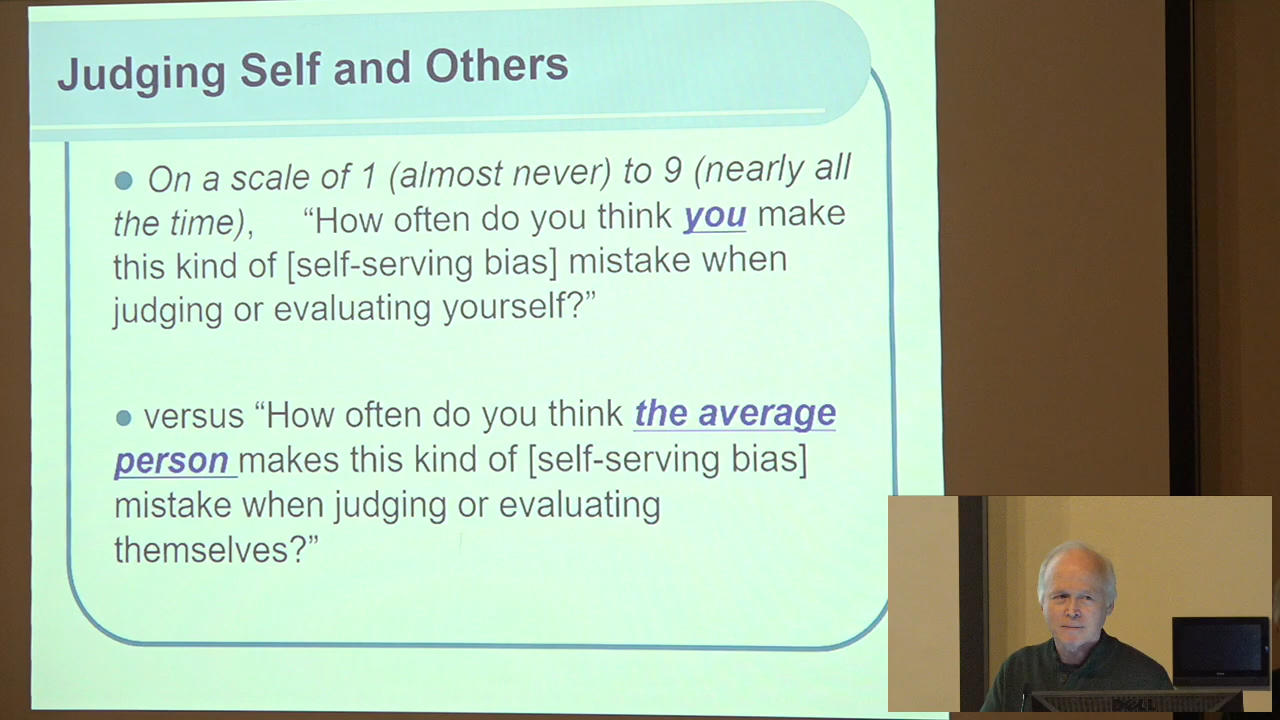 Judging Self and Others
● On a scale of 1 (almost never) to 9 (nearly all
the time), “How often do you think you make
this kind of [self-serving bias] mistake when
judging or evaluating yourself?”
● versus “How often do you think the average
person makes this kind of [self-serving bias]
mistake when judging or evaluating
themselves?”
DELL